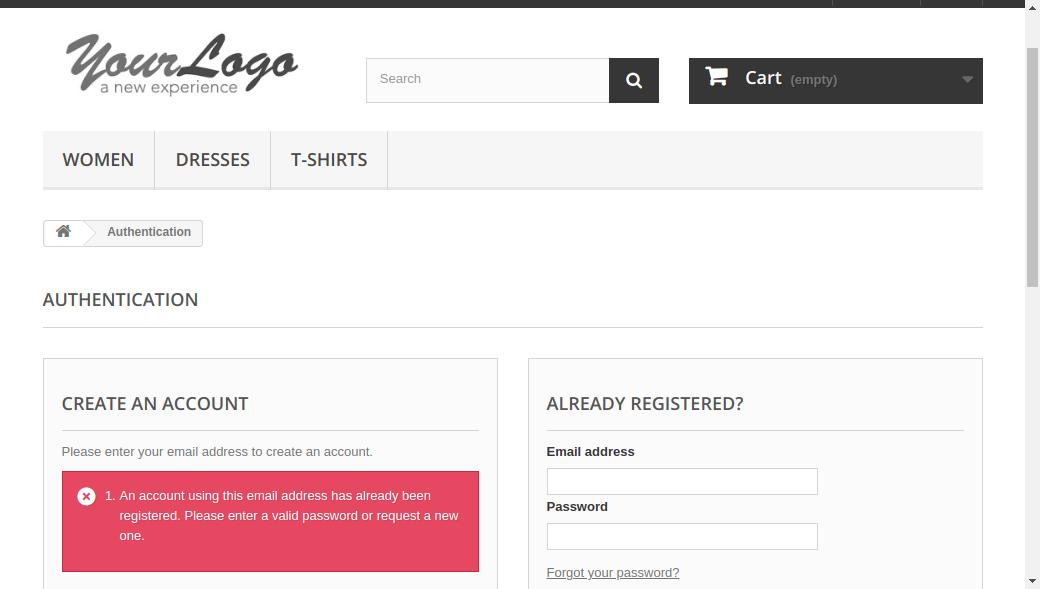 YourLogo
a new experience
Search
Cart (empty)
WOMEN DRESSES T-SHIRTS
Authentication
AUTHENTICATION
CREATE AN ACCOUNT
Please enter your email address to create an account.
1. An account using this email address has already been
registered. Please enter a valid password or request a new
one.
ALREADY REGISTERED?
Email address
Password
Forgot your password?